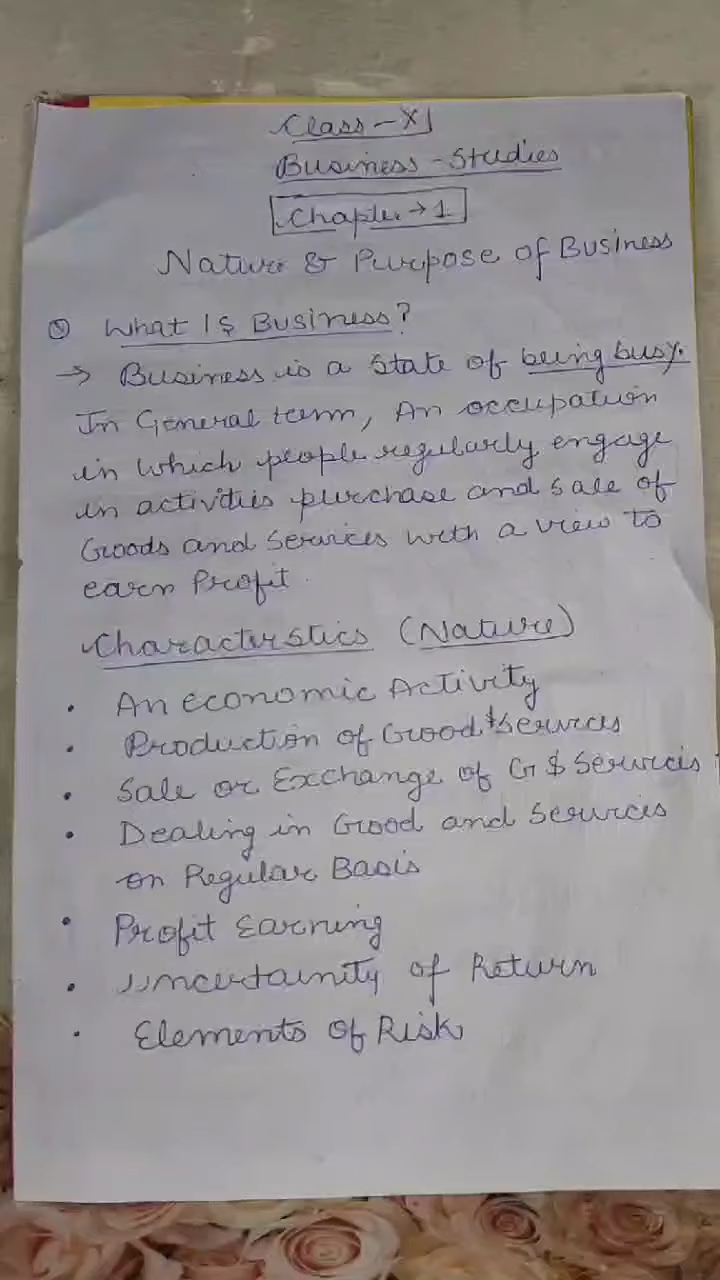 Class-XI
Business-Studies
Chapter → 1
Nature & Purpose of Business
What Is Business?
→ Business is a State of being busy.
In General term, An occupation
in which people regularly engage
in activities purchase and sale of
Goods and Services with a view to
earn Profit.
Characterstics (Nature)
• An economic Activity
• Production of Good & Services
• Sale or Exchange of G & Services
• Dealing in Good and Services
on Regular Basis
• Profit Earning
• Uncertainity of Return
• Elements of Risk